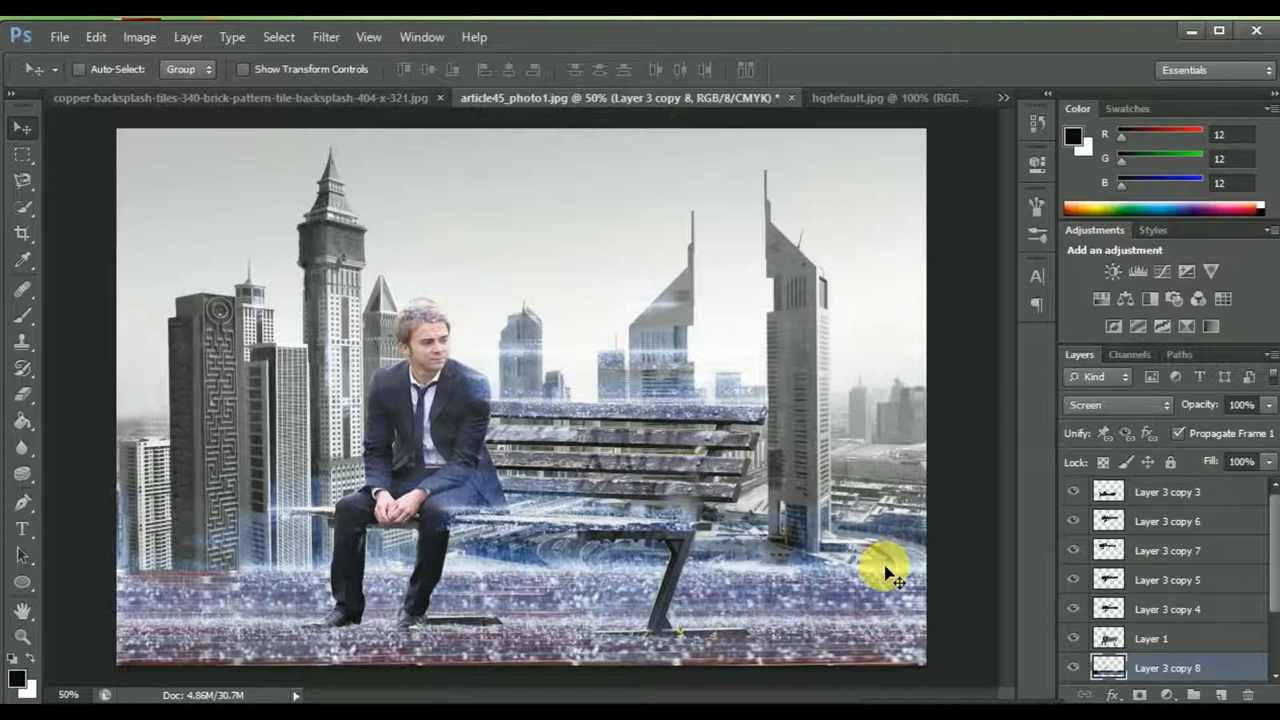 Ps File Edit Image Layer Type Select Filter View Window Help
Auto-Select: Group Show Transform Controls Essentials
copper-backsplash-tiles-340-brick-pattern-tile-backsplash-404-x-321.jpg × article45_photo1.jpg @ 50% (Layer 3 copy 8, RGB/8/CMYK) * × hqdefault.jpg @ 100% (RGB...
Color Swatches
R 12
G 12
B 12
Adjustments Styles
Add an adjustment
Layers Channels Paths
Kind
Screen Opacity: 100%
Unify: Propagate Frame 1
Lock: Fill: 100%
Layer 3 copy 3
Layer 3 copy 6
Layer 3 copy 7
Layer 3 copy 5
Layer 3 copy 4
Layer 1
Layer 3 copy 8
50% Doc: 4.86M/30.7M